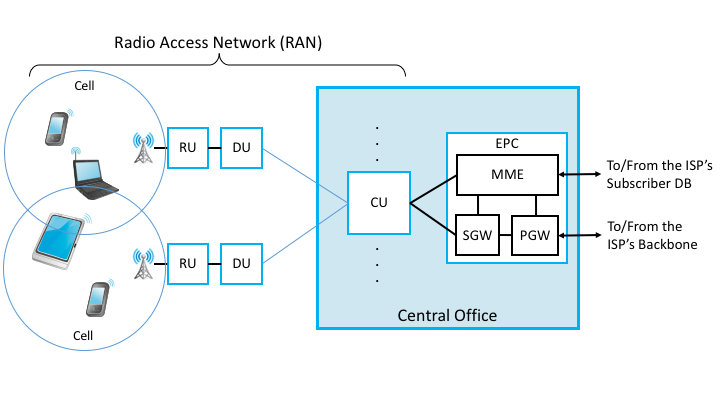 Radio Access Network (RAN)
Cell
RU
DU
EPC
MME
To/From the ISP’s
Subscriber DB
CU
SGW
PGW
To/From the
ISP’s Backbone
RU
DU
Central Office
Cell